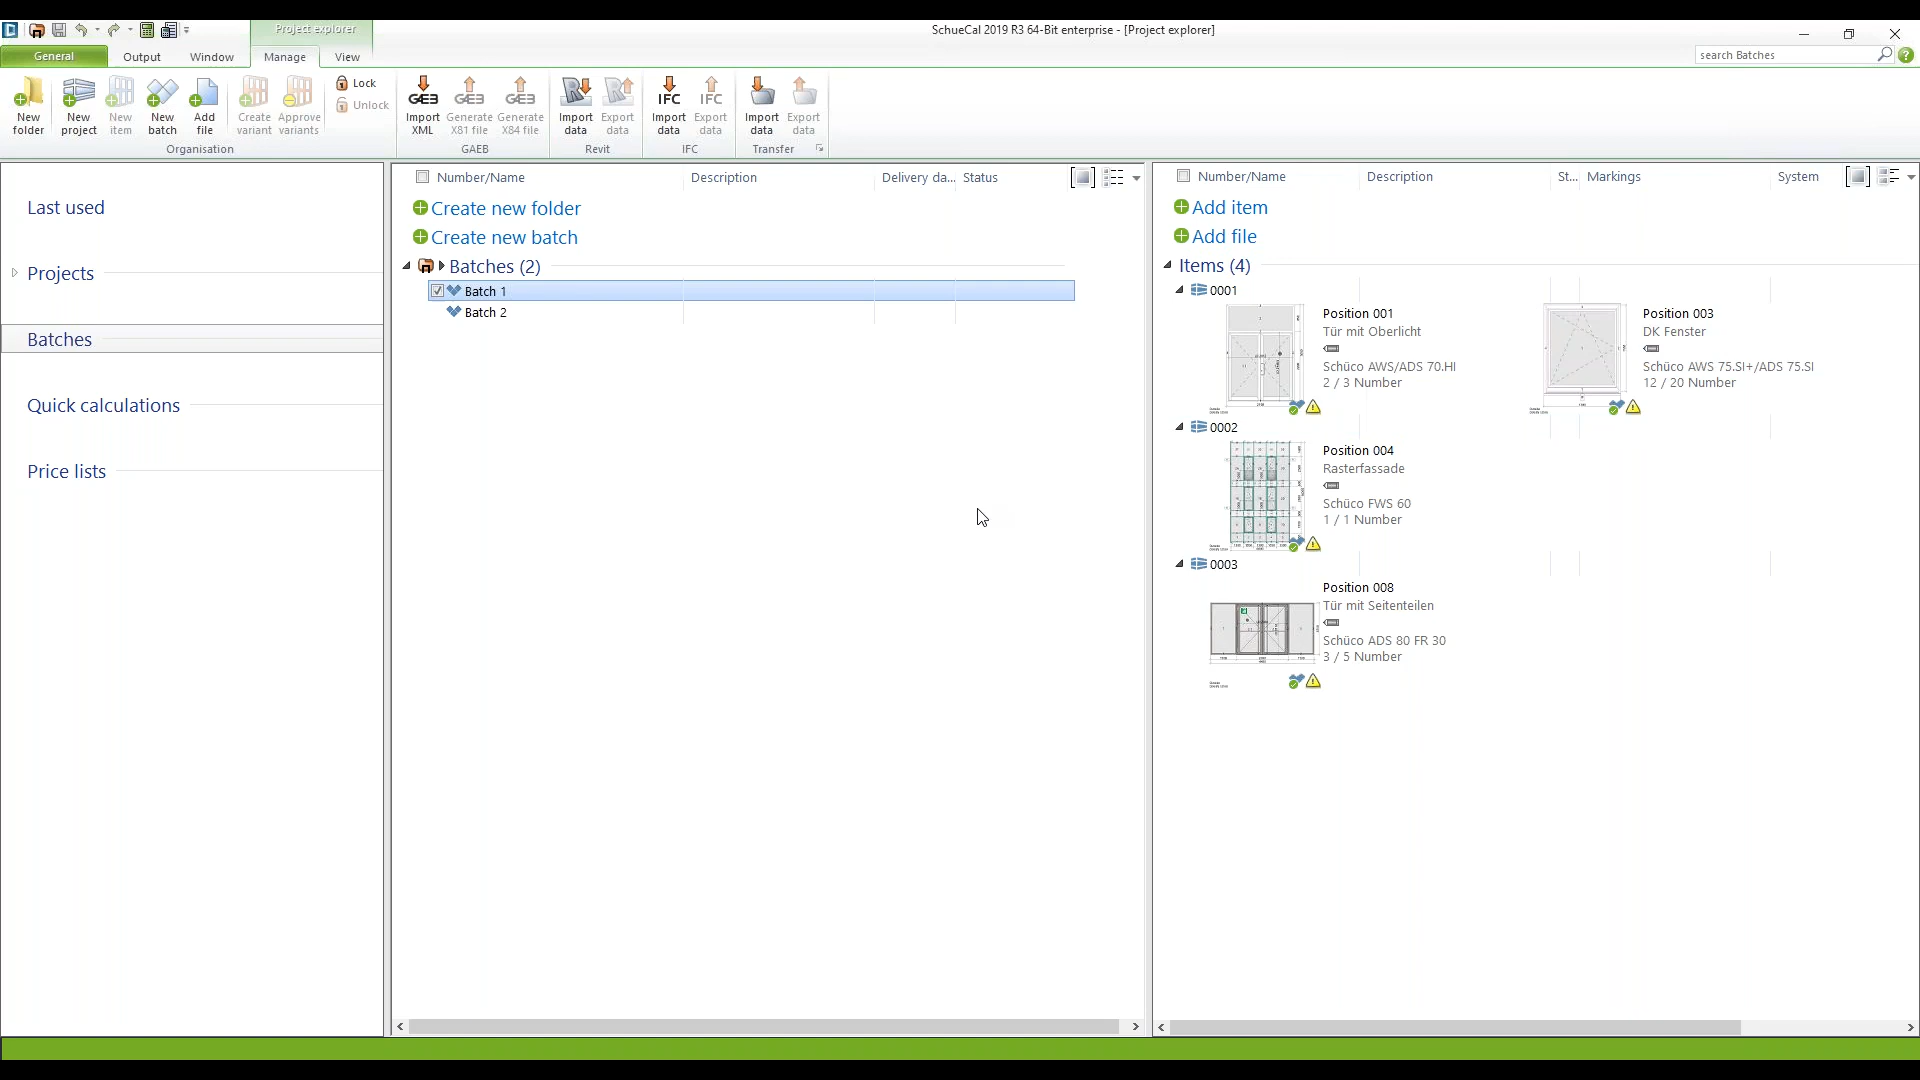 Project explorer
SchueCal 2019 R3 64-Bit enterprise - [Project explorer]
General
Output
Window
Manage
View
search Batches
New folder
New project
New item
New batch
Add file
Create variant
Approve variants
Lock
Unlock
Organisation
Import XML
Generate X81 file
Generate X84 file
GAEB
Import data
Export data
Revit
IFC Import data
IFC Export data
IFC
Import data
Export data
Transfer
Last used
Projects
Batches
Quick calculations
Price lists
Number/Name
Description
Delivery da...
Status
Create new folder
Create new batch
Batches (2)
Batch 1
Batch 2
Number/Name
Description
St...
Markings
System
Add item
Add file
Items (4)
0001
Position 001
Tür mit Oberlicht
Schüco AWS/ADS 70.HI
2 / 3 Number
Position 003
DK Fenster
Schüco AWS 75.SI+/ADS 75.SI
12 / 20 Number
0002
Position 004
Rasterfassade
Schüco FWS 60
1 / 1 Number
0003
Position 008
Tür mit Seitenteilen
Schüco ADS 80 FR 30
3 / 5 Number